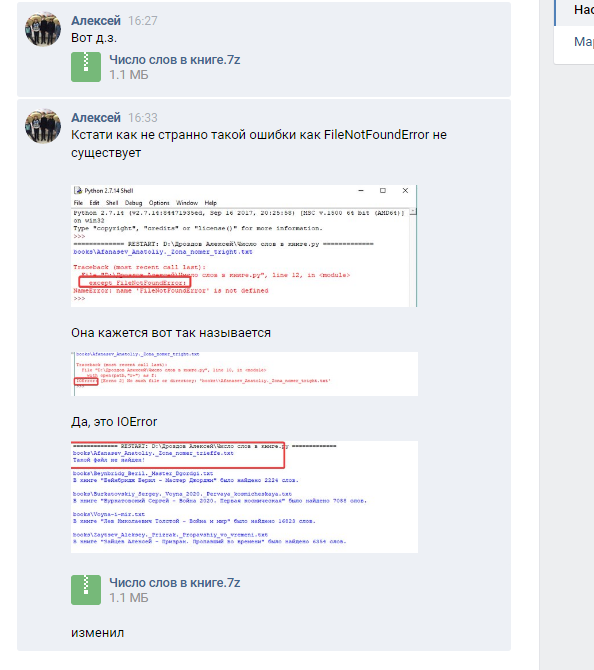 Нас
Мар
Алексей 16:27
Вот д.з.
Число слов в книге.7z
1.1 МБ
Алексей 16:33
Кстати как не странно такой ошибки как FileNotFoundError не
существует
Python 2.7.14 Shell
File Edit Shell Debug Options Window Help
Python 2.7.14 (v2.7.14:84471935ed, Sep 16 2017, 20:25:58) [MSC v.1500 64 bit (AMD64)]
on win32
Type "copyright", "credits" or "license()" for more information.
>>>
============= RESTART: D:\Дроздов Алексей\Число слов в книге.py =============
books\Afanasev_Anatoliy._Zona_nomer_tright.txt
Traceback (most recent call last):
File "D:\Дроздов Алексей\Число слов в книге.py", line 12, in <module>
except FileNotFoundError:
NameError: name 'FileNotFoundError' is not defined
>>>
Она кажется вот так называется
books\Afanasev_Anatoliy._Zona_nomer_tright.txt
Traceback (most recent call last):
File "D:\Дроздов Алексей\Число слов в книге.py", line 10, in <module>
with open(path,"r+") as f:
IOError: [Errno 2] No such file or directory: 'books\\Afanasev_Anatoliy._Zona_nomer_tright.txt'
>>>
Да, это IOError
============= RESTART: D:\Дроздов Алексей\Число слов в книге.py =============
books\Afanasev_Anatoliy._Zona_nomer_trieffe.txt
Такой файл не найден!
books\Beynbridg_Beril._Master_Dgordgi.txt
В книге "Бейнбридж Берил - Мастер Джорджи" было найдено 2224 слов.
books\Burkatovskiy_Sergey._Voyna_2020._Pervaya_kosmicheskaya.txt
В книге "Буркатовский Сергей - Война 2020. Первая космическая" было найдено 7088 слов.
books\Voyna-i-mir.txt
В книге "Лев Николаевич Толстой - Война и мир" было найдено 16828 слов.
books\Zaytsev_Aleksey._Prizrak._Propavshiy_vo_vremeni.txt
В книге "Зайцев Алексей - Призрак. Пропавший во времени" было найдено 6354 слов.
Число слов в книге.7z
1.1 МБ
изменил